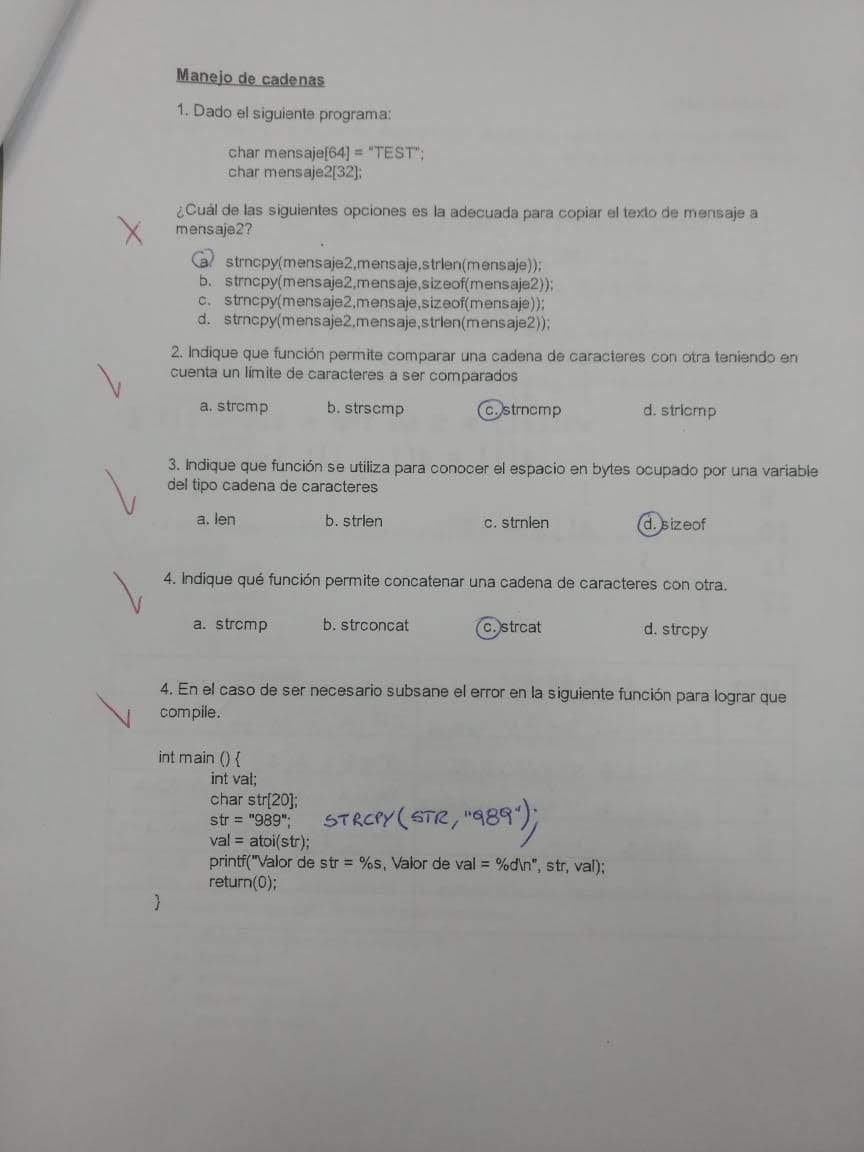 Manejo de cadenas
1. Dado el siguiente programa:
char mensaje[64] = "TEST";
char mensaje2[32];
¿Cuál de las siguientes opciones es la adecuada para copiar el texto de mensaje a
mensaje2?
a. strncpy(mensaje2,mensaje,strlen(mensaje));
b. strncpy(mensaje2,mensaje,sizeof(mensaje2));
c. strncpy(mensaje2,mensaje,sizeof(mensaje));
d. strncpy(mensaje2,mensaje,strlen(mensaje2));
2. Indique que función permite comparar una cadena de caracteres con otra teniendo en
cuenta un límite de caracteres a ser comparados
a. strcmp b. strscmp c. strncmp d. stricmp
3. Indique que función se utiliza para conocer el espacio en bytes ocupado por una variable
del tipo cadena de caracteres
a. len b. strlen c. strnlen d. sizeof
4. Indique qué función permite concatenar una cadena de caracteres con otra.
a. strcmp b. strconcat c. strcat d. strcpy
4. En el caso de ser necesario subsane el error en la siguiente función para lograr que
compile.
int main () {
int val;
char str[20];
str = "989"; STRCPY(STR,"989");
val = atoi(str);
printf("Valor de str = %s, Valor de val = %d\n", str, val);
return(0);
}